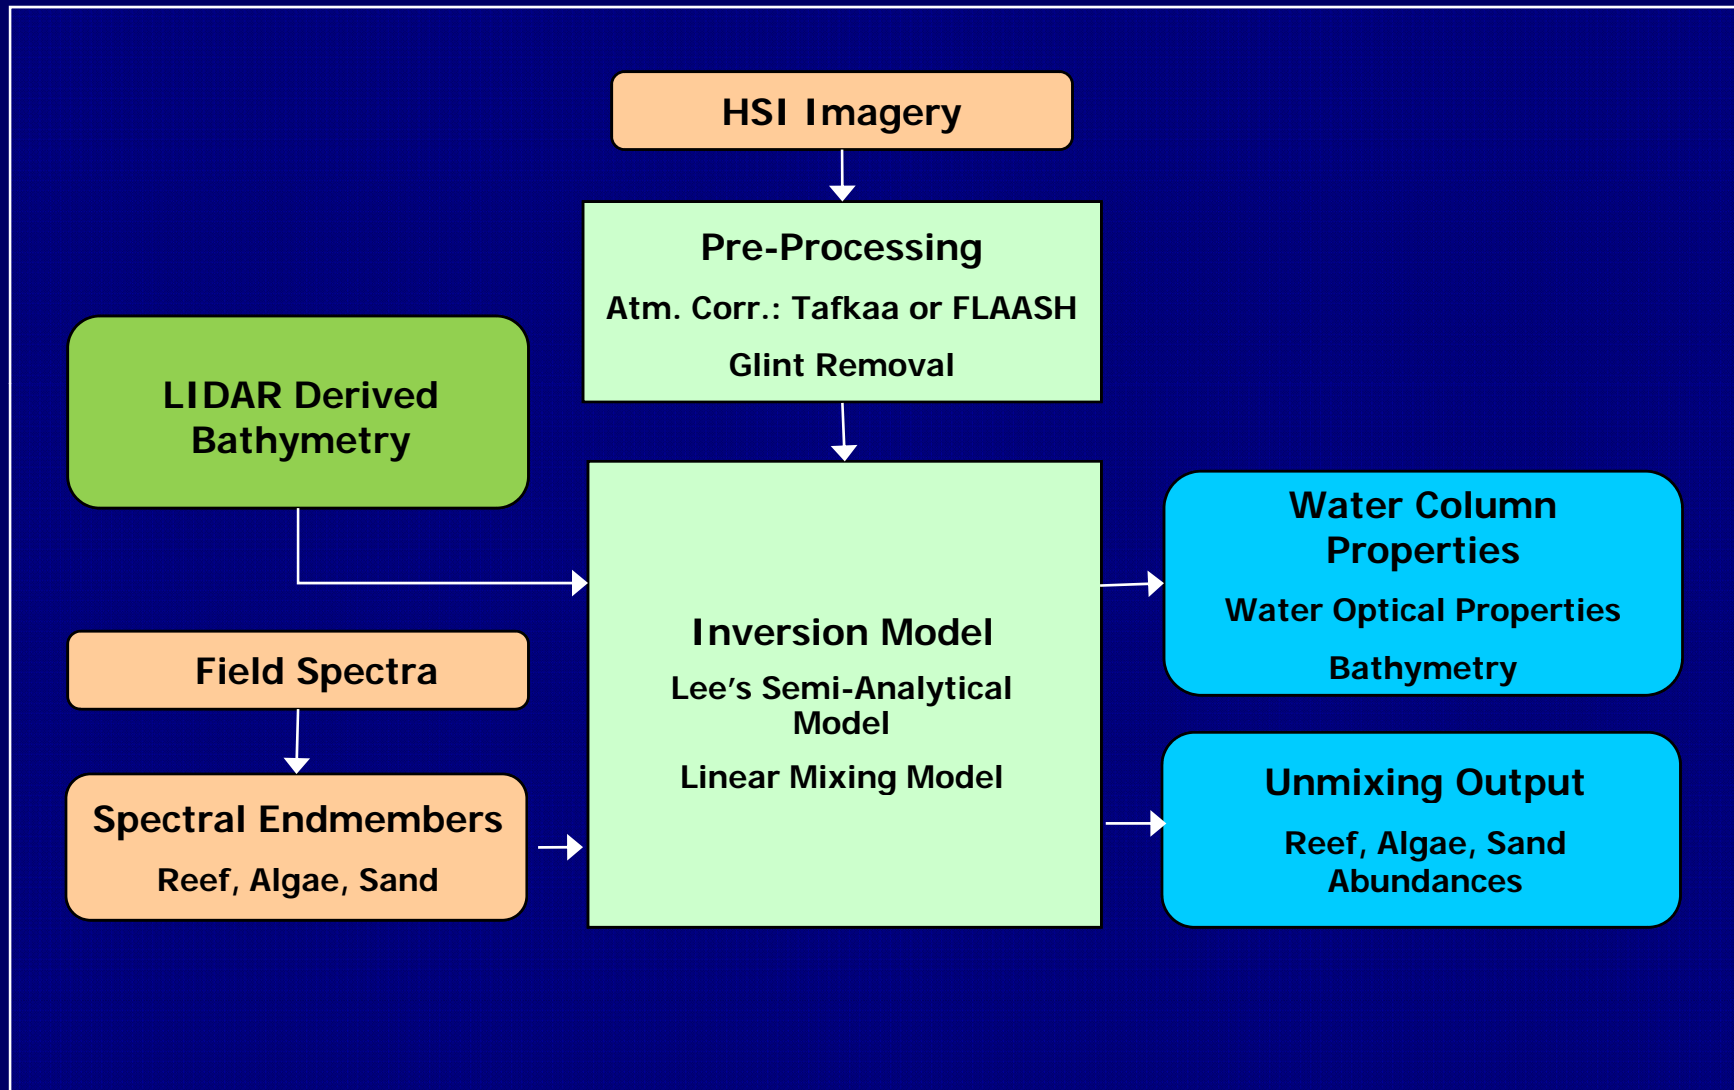 HSI Imagery
Pre-Processing
Atm. Corr.: Tafkaa or FLAASH
Glint Removal
LIDAR Derived
Bathymetry
Field Spectra
Spectral Endmembers
Reef, Algae, Sand
Inversion Model
Lee's Semi-Analytical
Model
Linear Mixing Model
Water Column
Properties
Water Optical Properties
Bathymetry
Unmixing Output
Reef, Algae, Sand
Abundances